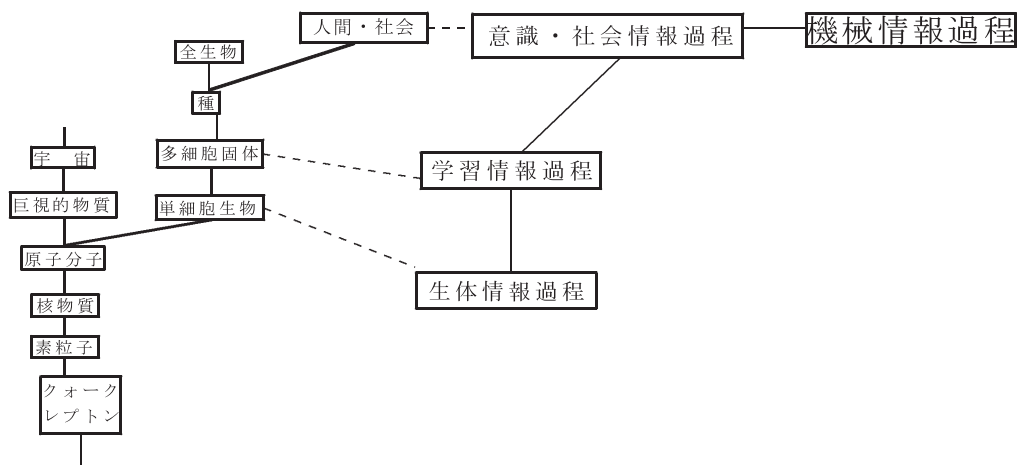 人間・社会
意識・社会情報過程
機械情報過程
全生物
種
多細胞固体
学習情報過程
宇 宙
巨視的物質
単細胞生物
原子分子
生体情報過程
核物質
素粒子
クォーク
レプトン